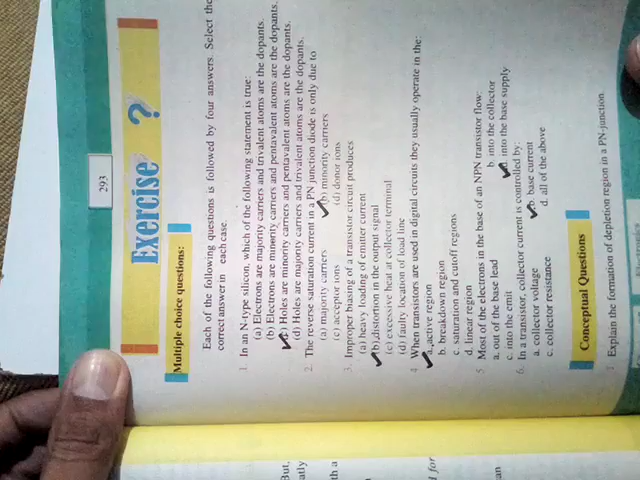 293
Exercise ?
Multiple choice questions:
Each of the following questions is followed by four answers. Select the
correct answer in each case.
1. In an N-type silicon, which of the following statement is true:
(a) Electrons are majority carriers and trivalent atoms are the dopants.
(b) Electrons are minority carriers and pentavalent atoms are the dopants.
(c) Holes are minority carriers and pentavalent atoms are the dopants.
(d) Holes are majority carriers and trivalent atoms are the dopants.
2. The reverse saturation current in a PN junction diode is only due to
(a) majority carriers (b) minority carriers
(c) acceptor ions (d) donor ions
3. Improper biasing of a transistor circuit produces
(a) heavy loading of emitter current
(b) distortion in the output signal
(c) excessive heat at collector terminal
(d) faulty location of load line
4 When transistors are used in digital circuits they usually operate in the:
a. active region
b. breakdown region
c. saturation and cutoff regions
d. linear region
5 Most of the electrons in the base of an NPN transistor flow:
a. out of the base lead b into the collector
c. into the emit d. into the base supply
6. In a transistor, collector current is controlled by:
a. collector voltage b. base current
c. collector resistance d. all of the above
Conceptual Questions
1 Explain the formation of depletion region in a PN-junction.
But,
atly
th a
d for
an